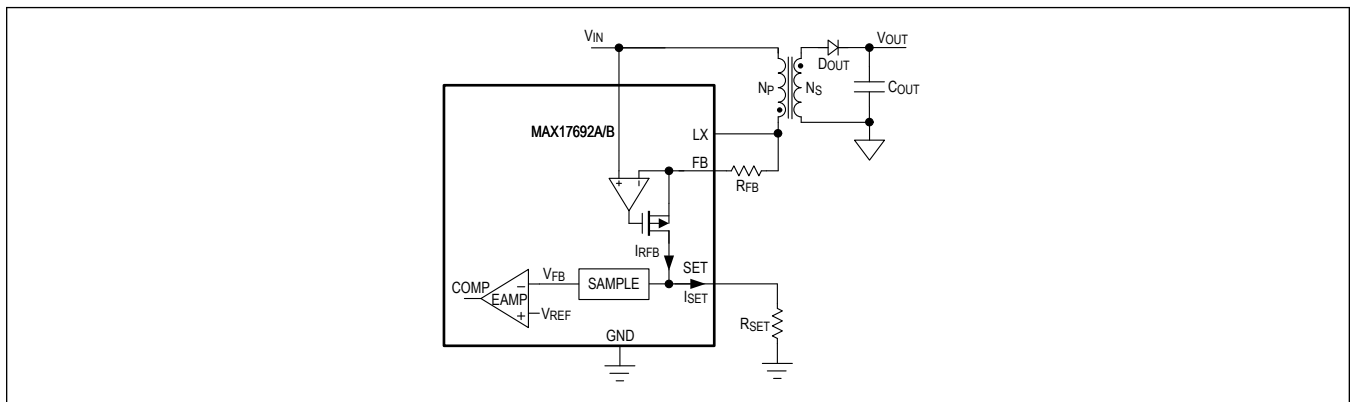 VIN
VOUT
DOUT
NP
NS
COUT
MAX17692A/B
LX
FB
RFB
+
−
IRFB
SET
ISET
SAMPLE
VFB
COMP
−
EAMP
+
VREF
RSET
GND